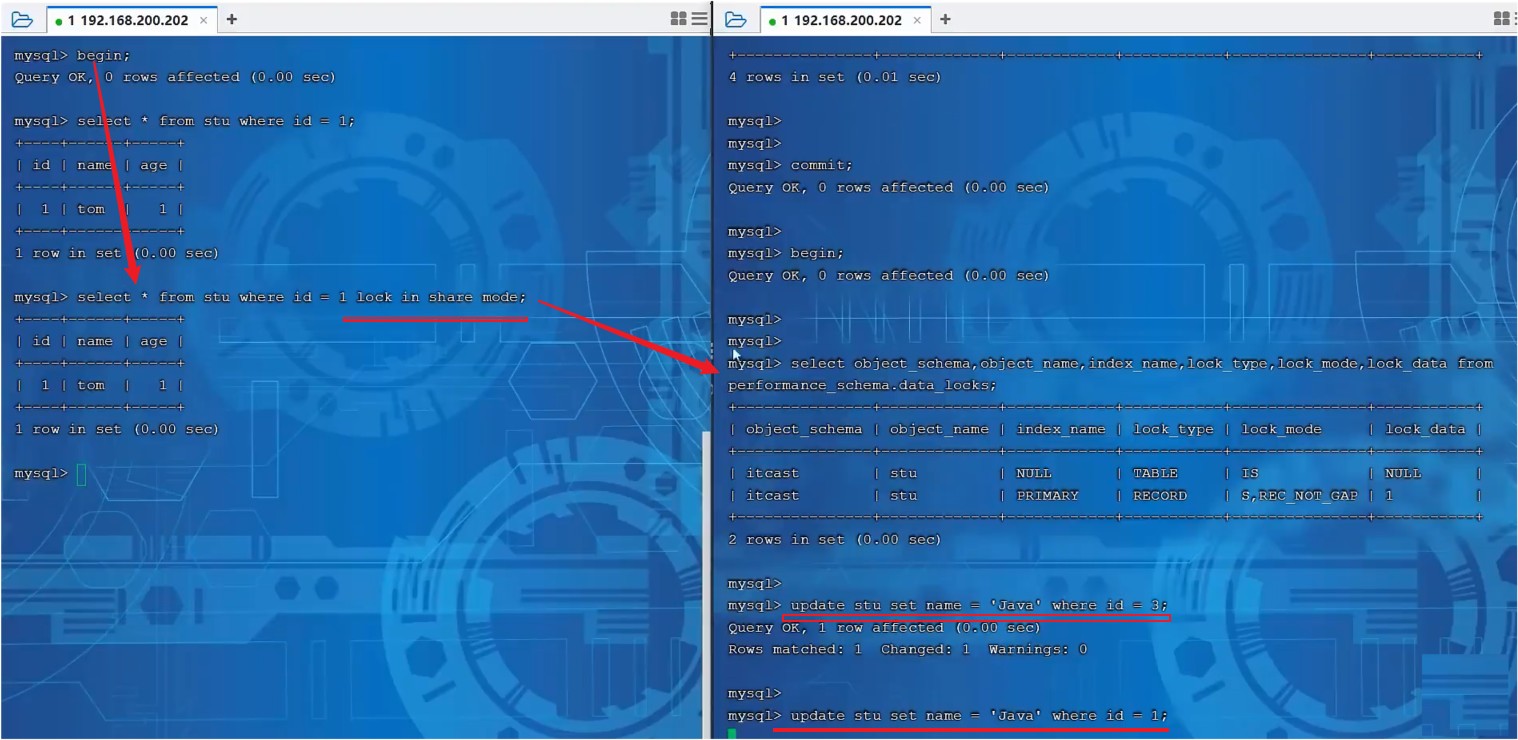 1 192.168.200.202 × +
mysql> begin;
Query OK, 0 rows affected (0.00 sec)
mysql> select * from stu where id = 1;
+----+------+-----+
| id | name | age |
+----+------+-----+
|  1 | tom  |   1 |
+----+------+-----+
1 row in set (0.00 sec)
mysql> select * from stu where id = 1 lock in share mode;
+----+------+-----+
| id | name | age |
+----+------+-----+
|  1 | tom  |   1 |
+----+------+-----+
1 row in set (0.00 sec)
mysql>
1 192.168.200.202 × +
+---------------+-------------+------------+-----------+---------------+-----------+
4 rows in set (0.01 sec)
mysql>
mysql>
mysql> commit;
Query OK, 0 rows affected (0.00 sec)
mysql>
mysql> begin;
Query OK, 0 rows affected (0.00 sec)
mysql>
mysql>
mysql> select object_schema,object_name,index_name,lock_type,lock_mode,lock_data from
performance_schema.data_locks;
+---------------+-------------+------------+-----------+---------------+-----------+
| object_schema | object_name | index_name | lock_type | lock_mode     | lock_data |
+---------------+-------------+------------+-----------+---------------+-----------+
| itcast        | stu         | NULL       | TABLE     | IS            | NULL      |
| itcast        | stu         | PRIMARY    | RECORD    | S,REC_NOT_GAP | 1         |
+---------------+-------------+------------+-----------+---------------+-----------+
2 rows in set (0.00 sec)
mysql>
mysql> update stu set name = 'Java' where id = 3;
Query OK, 1 row affected (0.00 sec)
Rows matched: 1  Changed: 1  Warnings: 0
mysql>
mysql> update stu set name = 'Java' where id = 1;